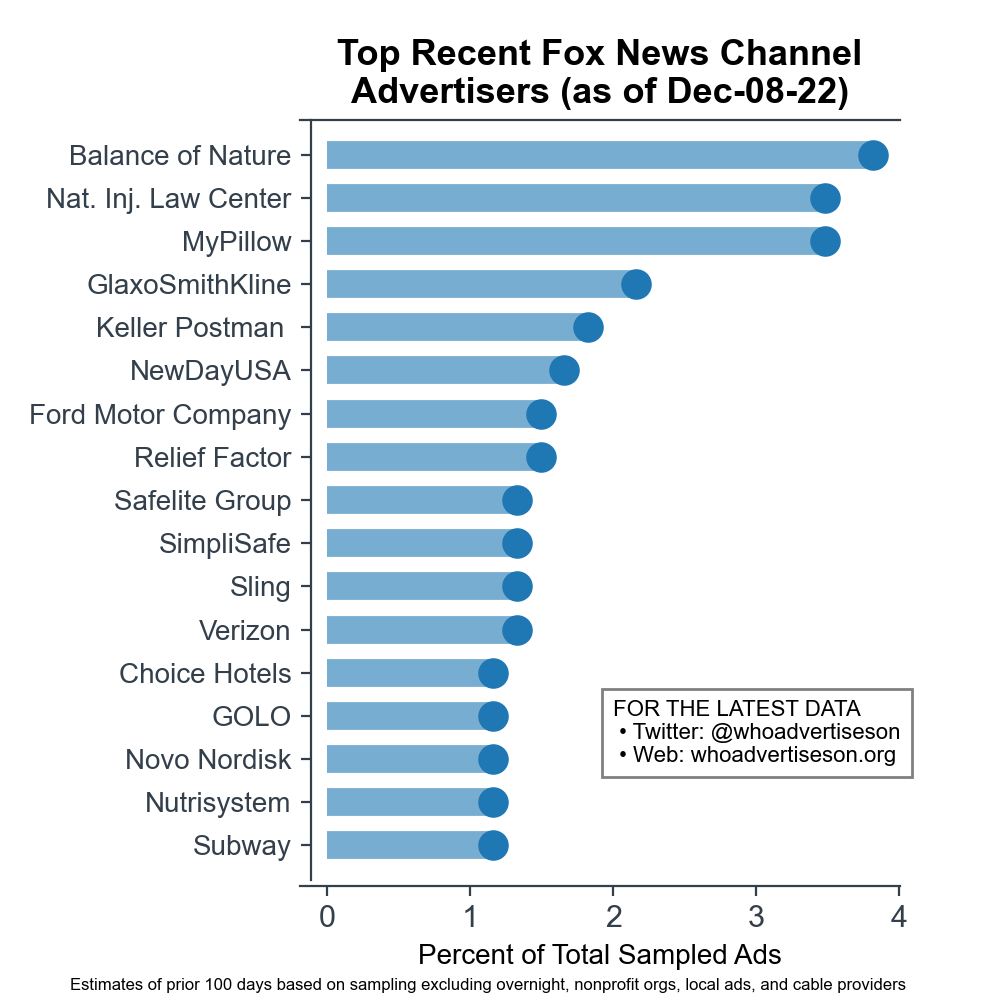 Top Recent Fox News Channel
Advertisers (as of Dec-08-22)
Balance of Nature
Nat. Inj. Law Center
MyPillow
GlaxoSmithKline
Keller Postman
NewDayUSA
Ford Motor Company
Relief Factor
Safelite Group
SimpliSafe
Sling
Verizon
Choice Hotels
GOLO
Novo Nordisk
Nutrisystem
Subway
FOR THE LATEST DATA
• Twitter: @whoadvertiseson
• Web: whoadvertiseson.org
0 1 2 3 4
Percent of Total Sampled Ads
Estimates of prior 100 days based on sampling excluding overnight, nonprofit orgs, local ads, and cable providers